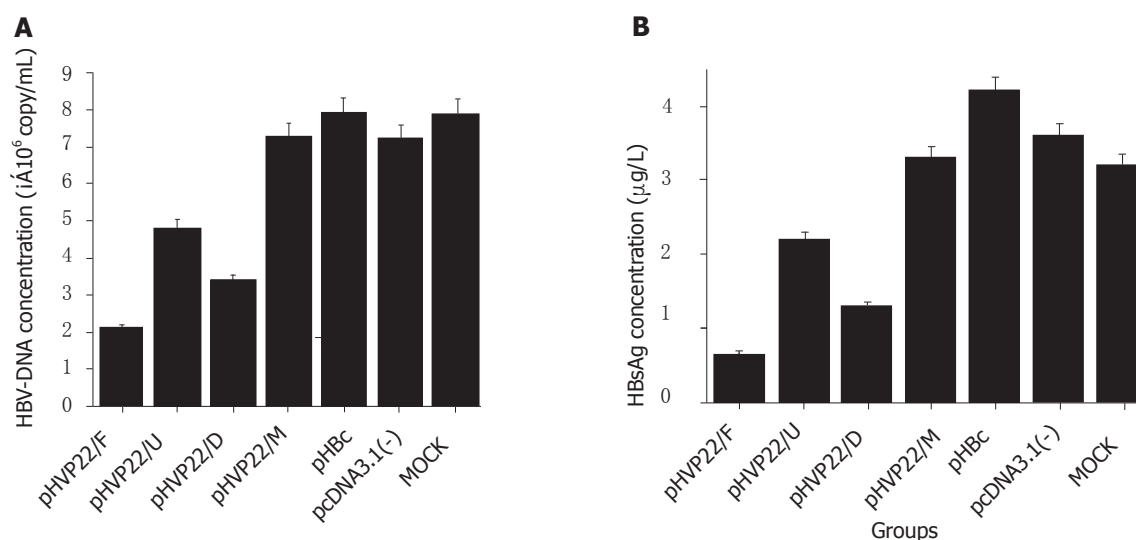 A
HBV-DNA concentration (iÁ10⁶ copy/mL)
9
8
7
6
5
4
3
2
1
0
pHVP22/F
pHVP22/U
pHVP22/D
pHVP22/M
pHBc
pcDNA3.1(-)
MOCK
B
HBsAg concentration (μg/L)
4
3
2
1
0
pHVP22/F
pHVP22/U
pHVP22/D
pHVP22/M
pHBc
pcDNA3.1(-)
MOCK
Groups